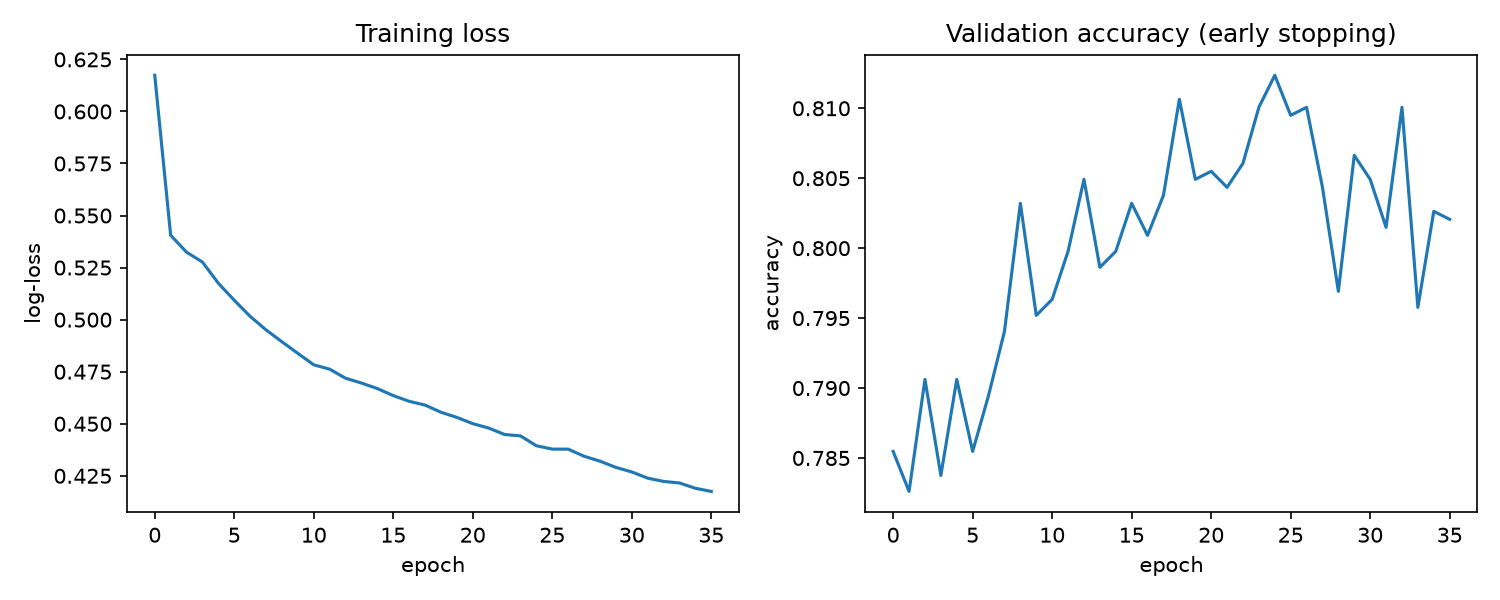 Training loss
0.625
0.600
0.575
0.550
0.525
0.500
0.475
0.450
0.425
log-loss
0 5 10 15 20 25 30 35
epoch
Validation accuracy (early stopping)
0.810
0.805
0.800
0.795
0.790
0.785
accuracy
0 5 10 15 20 25 30 35
epoch